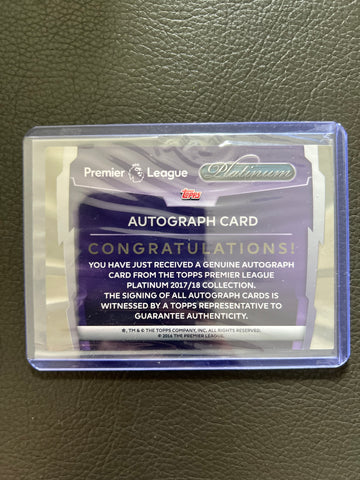 Premier League Platinum
Topps
AUTOGRAPH CARD
CONGRATULATIONS!
YOU HAVE JUST RECEIVED A GENUINE AUTOGRAPH
CARD FROM THE TOPPS PREMIER LEAGUE
PLATINUM 2017/18 COLLECTION.
THE SIGNING OF ALL AUTOGRAPH CARDS IS
WITNESSED BY A TOPPS REPRESENTATIVE TO
GUARANTEE AUTHENTICITY.
®, TM & © THE TOPPS COMPANY, INC. ALL RIGHTS RESERVED.
© 2016 THE PREMIER LEAGUE.